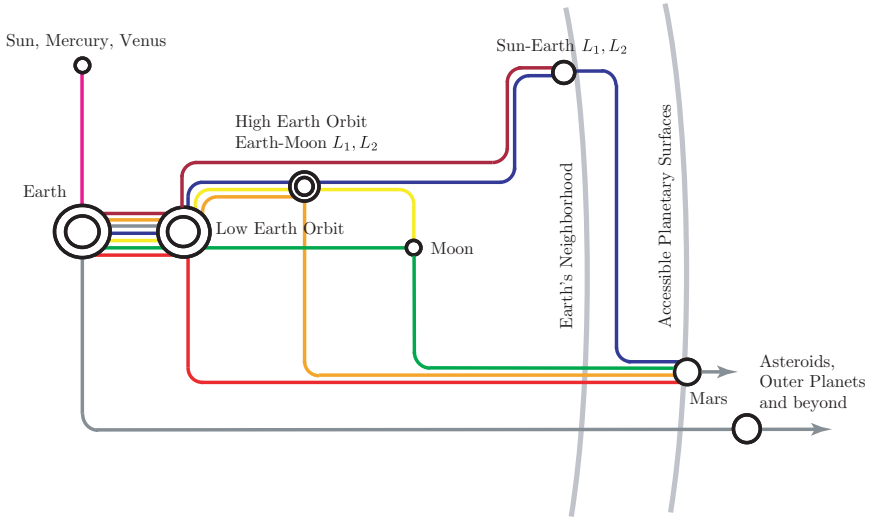 Sun, Mercury, Venus
Sun-Earth L₁, L₂
High Earth Orbit
Earth-Moon L₁, L₂
Earth
Low Earth Orbit
Moon
Earth's Neighborhood
Accessible Planetary Surfaces
Mars
Asteroids,
Outer Planets
and beyond